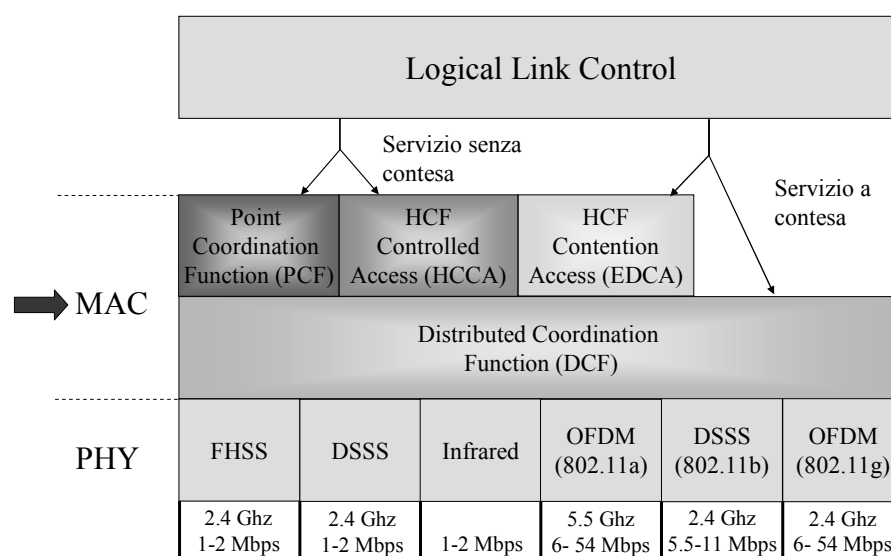 Logical Link Control
Servizio senza
contesa
Servizio a
contesa
Point
Coordination
Function (PCF)
HCF
Controlled
Access (HCCA)
HCF
Contention
Access (EDCA)
MAC
Distributed Coordination
Function (DCF)
PHY
FHSS
DSSS
Infrared
OFDM
(802.11a)
DSSS
(802.11b)
OFDM
(802.11g)
2.4 Ghz
1-2 Mbps
2.4 Ghz
1-2 Mbps
1-2 Mbps
5.5 Ghz
6- 54 Mbps
2.4 Ghz
5.5-11 Mbps
2.4 Ghz
6- 54 Mbps